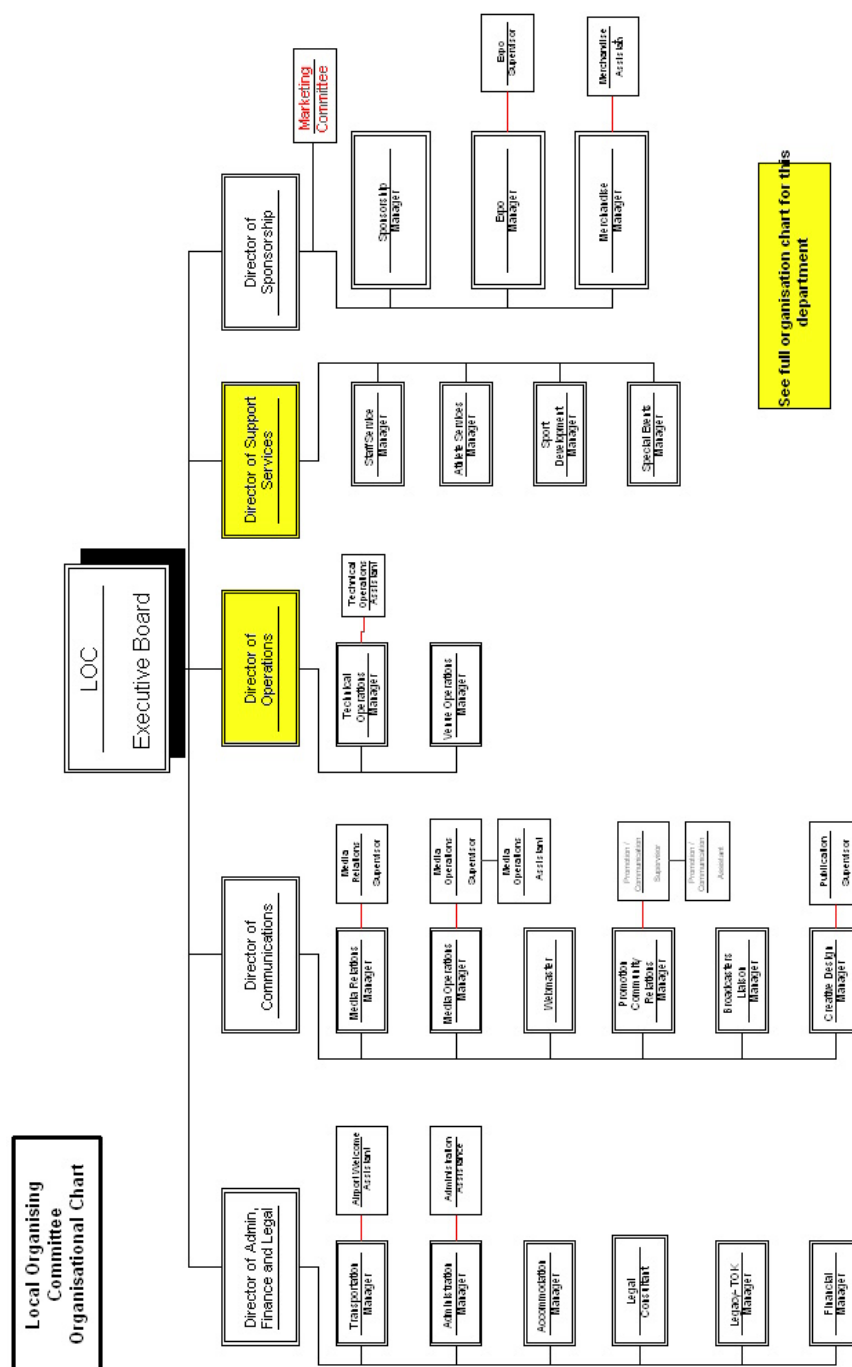 Local Organising
Committee
Organisational Chart
LOC
Executive Board
Director of Admin,
Finance and Legal
Transportation
Manager
Airport Welcome
Assistant
Administration
Manager
Administration
Assistance
Accommodation
Manager
Legal
Consultant
Legacy- TOK
Manager
Financial
Manager
Director of
Communications
Media Relations
Manager
Media
Relations
Supervisor
Media Operations
Manager
Media
Operations
Supervisor
Media
Operations
Assistant
Webmaster
Promotion
Community
Relations
Manager
Promotion /
Communication
Supervisor
Promotion /
Communication
Assistant
Broadcasters
Liaison
Manager
Creative Design
Manager
Publication
Supervisor
Director of
Operations
Technical
Operations
Manager
Technical
Operations
Assistant
Venue Operations
Manager
Director of Support
Services
Staff Service
Manager
Athlete Services
Manager
Sport
Development
Manager
Special Events
Manager
Director of
Sponsorship
Marketing
Committee
Sponsorship
Manager
Expo
Manager
Expo
Supervisor
Merchandise
Manager
Merchandise
See full organisation chart for this
department